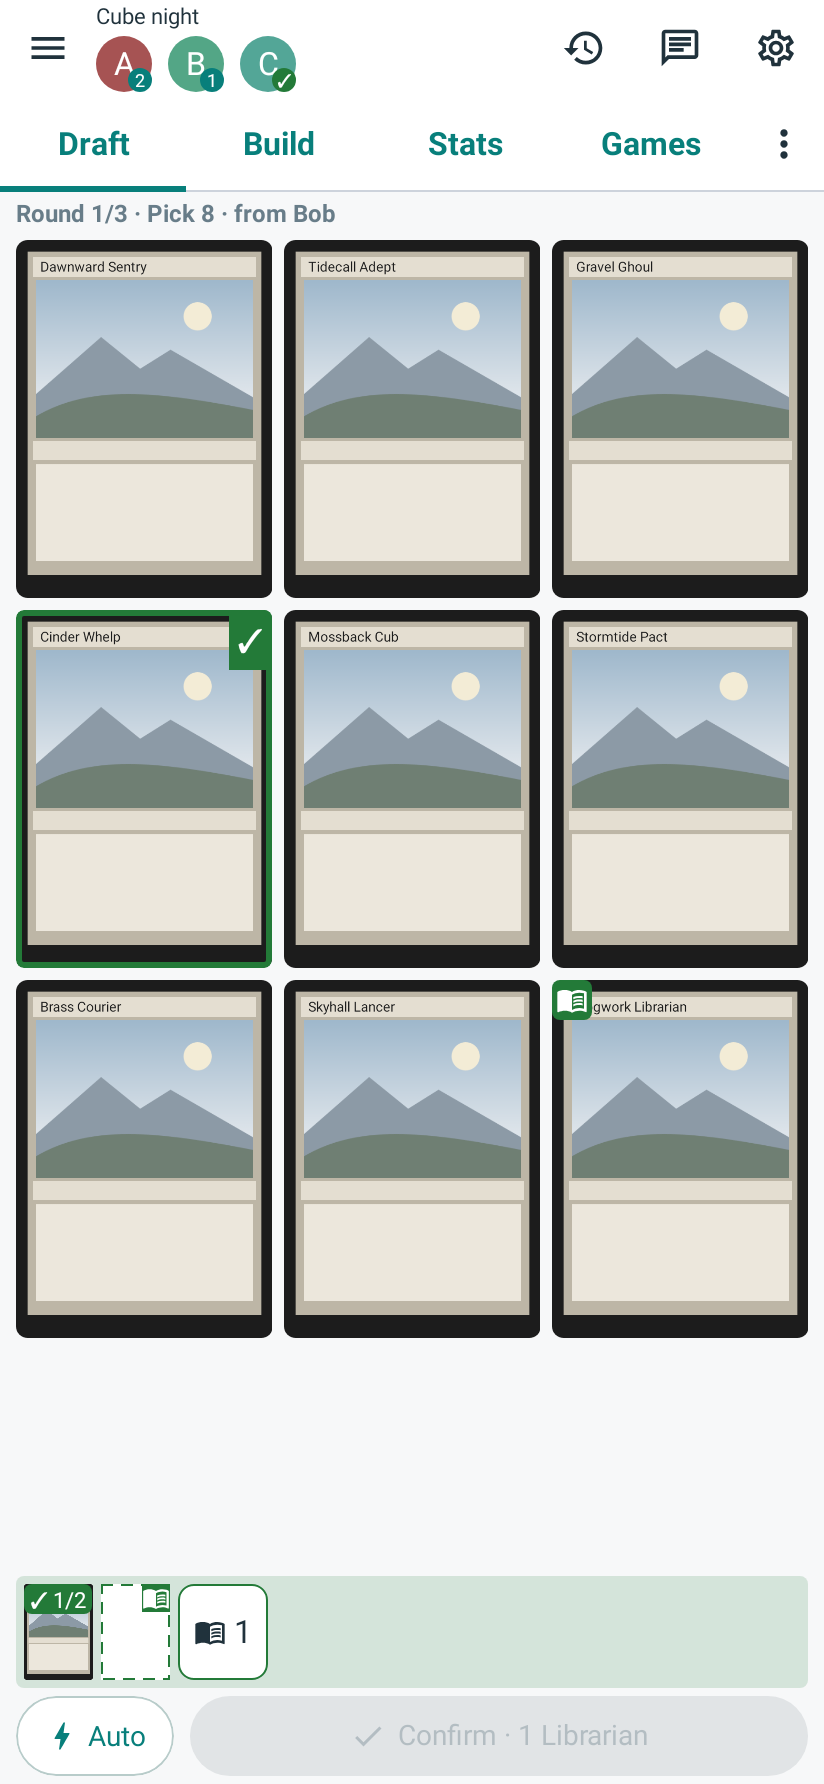 Cube night
A 2 B 1 C
Draft Build Stats Games
Round 1/3 · Pick 8 · from Bob
Dawnward Sentry Tidecall Adept Gravel Ghoul
Cinder Whelp Mossback Cub Stormtide Pact
Brass Courier Skyhall Lancer gwork Librarian
1/2 1
Auto Confirm · 1 Librarian